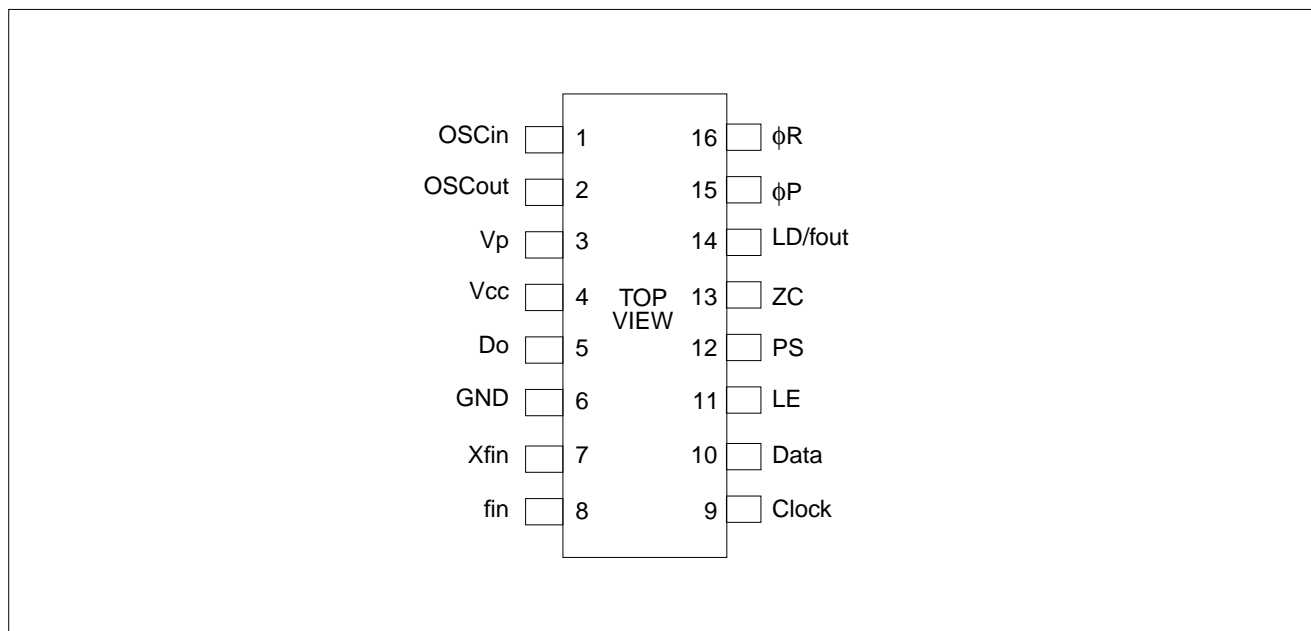 OSCin 1 16 ϕR
OSCout 2 15 ϕP
Vp 3 14 LD/fout
Vcc 4 TOP VIEW 13 ZC
Do 5 12 PS
GND 6 11 LE
Xfin 7 10 Data
fin 8 9 Clock